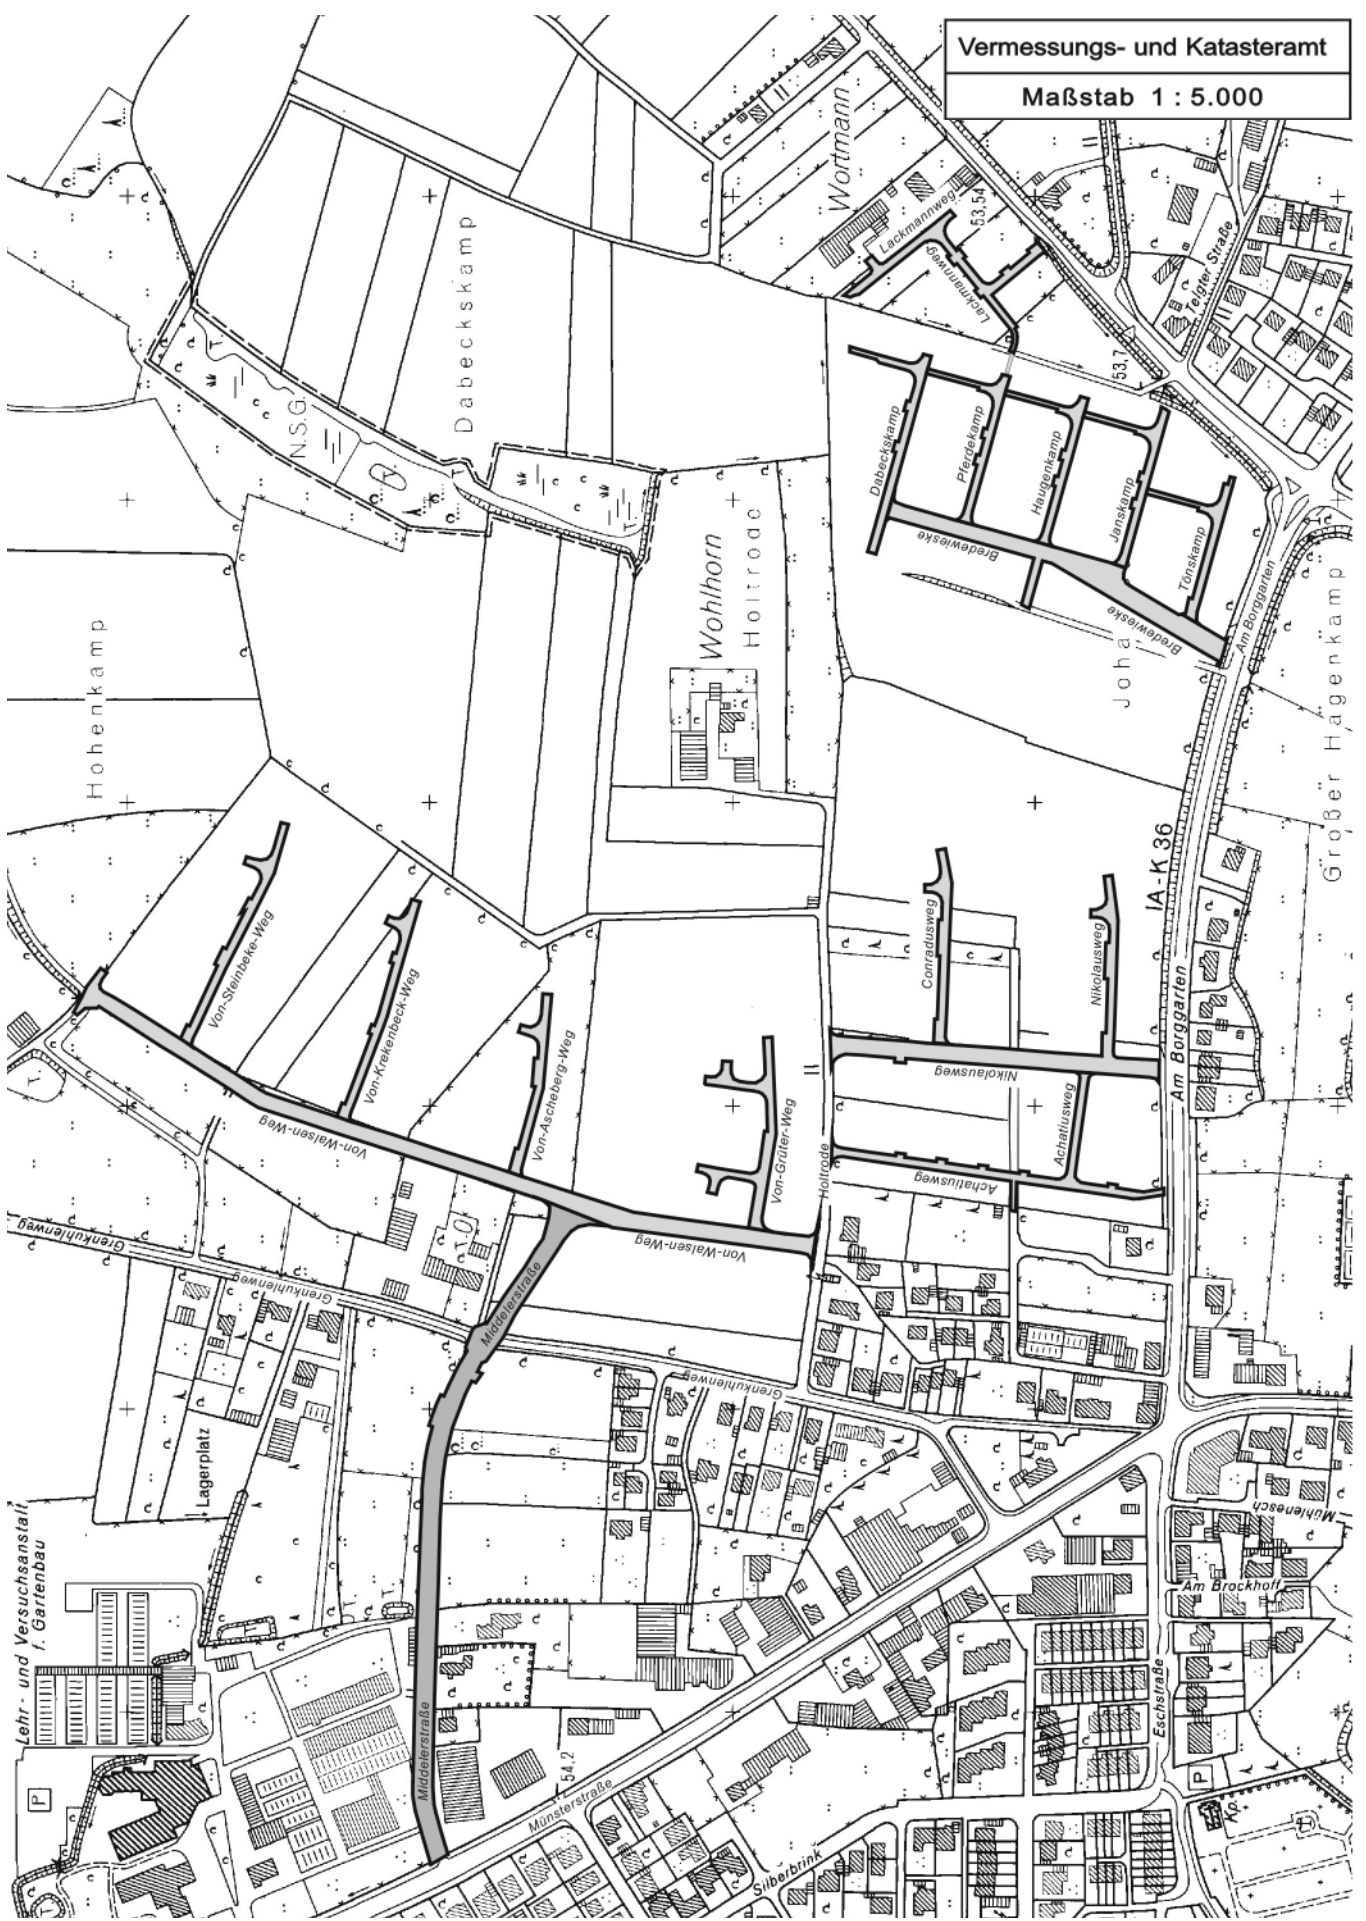 Vermessungs- und Katasteramt
Maßstab 1 : 5.000
Wortmann
Lackmannweg
Lackmannweg
53,54
Telgter Straße
Dabeckskamp
N.S.G.
53,7
Dabeckskamp
Pferdekamp
Haugenkamp
Janskamp
Tönskamp
Bredewieske
Bredewieske
Am Borggarten
Joha
Großer Hagenkamp
Wohlhorn
Holtrode
Hohenkamp
IA-K 36
Von-Steinbeke-Weg
Von-Krekenbeck-Weg
Von-Ascheberg-Weg
Von-Grüter-Weg
Von-Walsen-Weg
Von-Walsen-Weg
Conradusweg
Nikolausweg
Nikolausweg
Am Borggarten
Achatiusweg
Achatiusweg
Holtrode
T.
T.
T.
T.
Grenkuhlenweg
Grenkuhlenweg
Grenkuhlenweg
Middelerstraße
Middelerstraße
Lagerplatz
Lehr- und Versuchsanstalt
f. Gartenbau
T.
T.
P
54,2
Münsterstraße
Silberbrink
Mühlenesch
Am Brockhoff
Eschstraße
P
Kp.